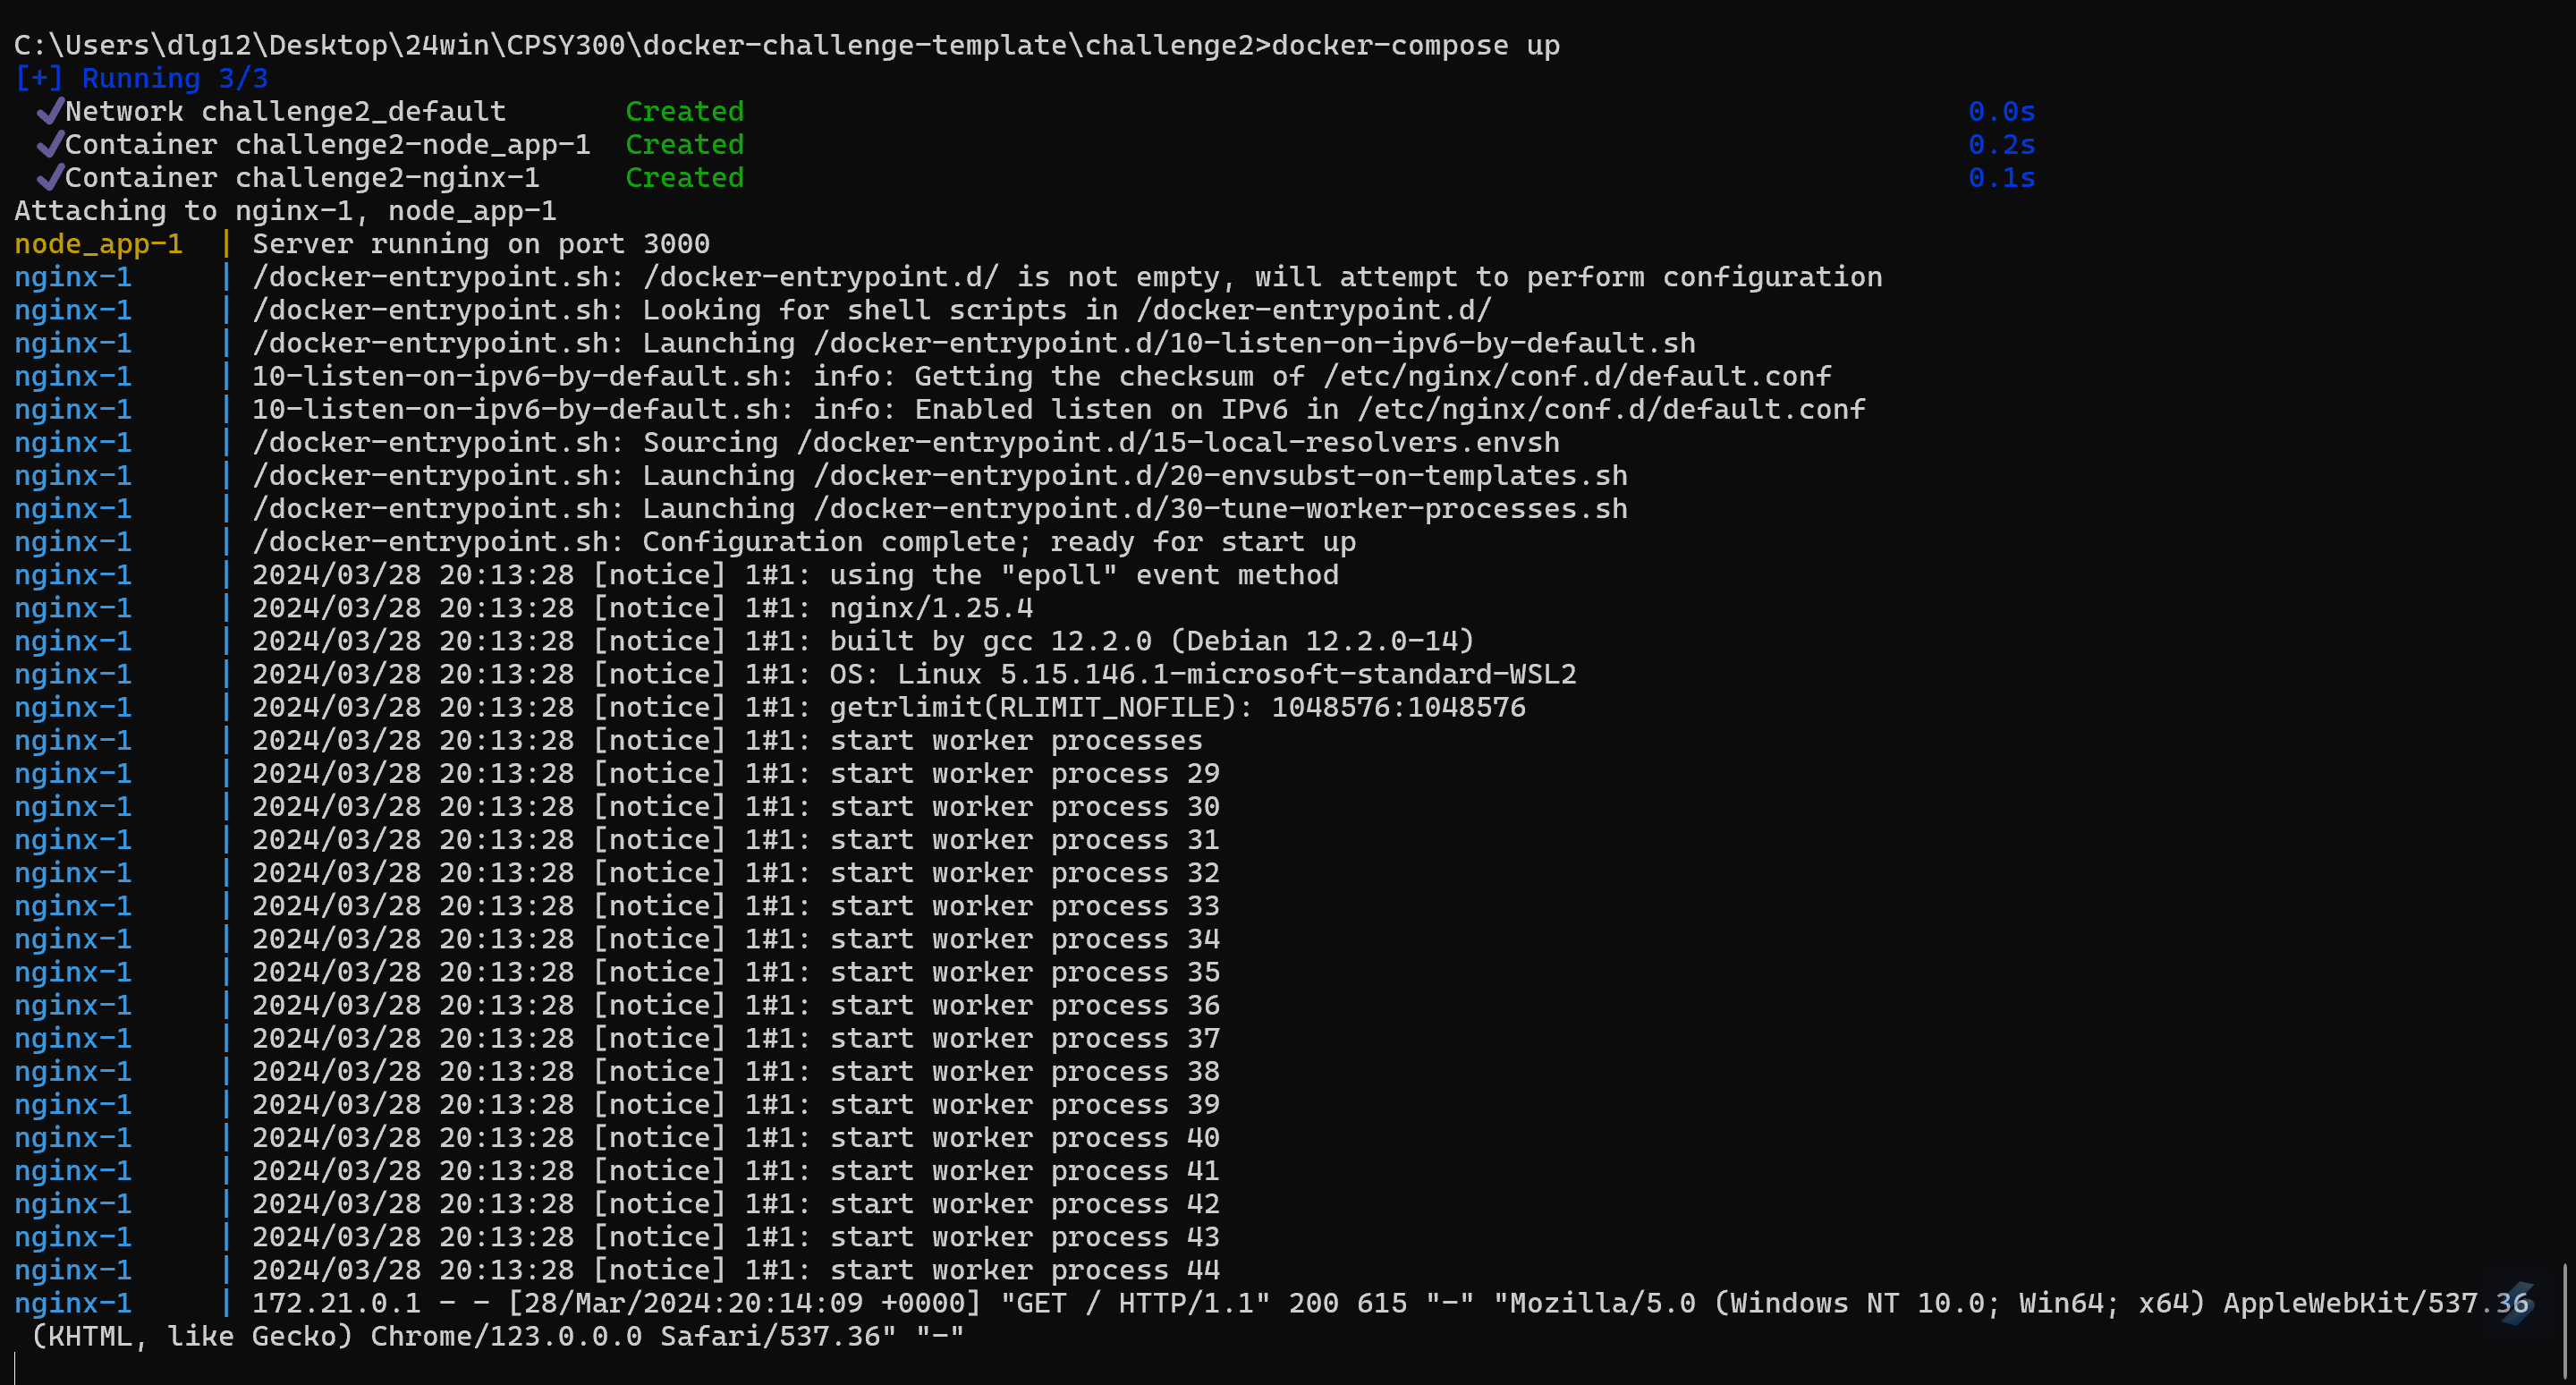 C:\Users\dlg12\Desktop\24win\CPSY300\docker-challenge-template\challenge2>docker-compose up
[+] Running 3/3
✔Network challenge2_default Created 0.0s
✔Container challenge2-node_app-1 Created 0.2s
✔Container challenge2-nginx-1 Created 0.1s
Attaching to nginx-1, node_app-1
node_app-1 | Server running on port 3000
nginx-1 | /docker-entrypoint.sh: /docker-entrypoint.d/ is not empty, will attempt to perform configuration
nginx-1 | /docker-entrypoint.sh: Looking for shell scripts in /docker-entrypoint.d/
nginx-1 | /docker-entrypoint.sh: Launching /docker-entrypoint.d/10-listen-on-ipv6-by-default.sh
nginx-1 | 10-listen-on-ipv6-by-default.sh: info: Getting the checksum of /etc/nginx/conf.d/default.conf
nginx-1 | 10-listen-on-ipv6-by-default.sh: info: Enabled listen on IPv6 in /etc/nginx/conf.d/default.conf
nginx-1 | /docker-entrypoint.sh: Sourcing /docker-entrypoint.d/15-local-resolvers.envsh
nginx-1 | /docker-entrypoint.sh: Launching /docker-entrypoint.d/20-envsubst-on-templates.sh
nginx-1 | /docker-entrypoint.sh: Launching /docker-entrypoint.d/30-tune-worker-processes.sh
nginx-1 | /docker-entrypoint.sh: Configuration complete; ready for start up
nginx-1 | 2024/03/28 20:13:28 [notice] 1#1: using the "epoll" event method
nginx-1 | 2024/03/28 20:13:28 [notice] 1#1: nginx/1.25.4
nginx-1 | 2024/03/28 20:13:28 [notice] 1#1: built by gcc 12.2.0 (Debian 12.2.0-14)
nginx-1 | 2024/03/28 20:13:28 [notice] 1#1: OS: Linux 5.15.146.1-microsoft-standard-WSL2
nginx-1 | 2024/03/28 20:13:28 [notice] 1#1: getrlimit(RLIMIT_NOFILE): 1048576:1048576
nginx-1 | 2024/03/28 20:13:28 [notice] 1#1: start worker processes
nginx-1 | 2024/03/28 20:13:28 [notice] 1#1: start worker process 29
nginx-1 | 2024/03/28 20:13:28 [notice] 1#1: start worker process 30
nginx-1 | 2024/03/28 20:13:28 [notice] 1#1: start worker process 31
nginx-1 | 2024/03/28 20:13:28 [notice] 1#1: start worker process 32
nginx-1 | 2024/03/28 20:13:28 [notice] 1#1: start worker process 33
nginx-1 | 2024/03/28 20:13:28 [notice] 1#1: start worker process 34
nginx-1 | 2024/03/28 20:13:28 [notice] 1#1: start worker process 35
nginx-1 | 2024/03/28 20:13:28 [notice] 1#1: start worker process 36
nginx-1 | 2024/03/28 20:13:28 [notice] 1#1: start worker process 37
nginx-1 | 2024/03/28 20:13:28 [notice] 1#1: start worker process 38
nginx-1 | 2024/03/28 20:13:28 [notice] 1#1: start worker process 39
nginx-1 | 2024/03/28 20:13:28 [notice] 1#1: start worker process 40
nginx-1 | 2024/03/28 20:13:28 [notice] 1#1: start worker process 41
nginx-1 | 2024/03/28 20:13:28 [notice] 1#1: start worker process 42
nginx-1 | 2024/03/28 20:13:28 [notice] 1#1: start worker process 43
nginx-1 | 2024/03/28 20:13:28 [notice] 1#1: start worker process 44
nginx-1 | 172.21.0.1 - - [28/Mar/2024:20:14:09 +0000] "GET / HTTP/1.1" 200 615 "-" "Mozilla/5.0 (Windows NT 10.0; Win64; x64) AppleWebKit/537.36
(KHTML, like Gecko) Chrome/123.0.0.0 Safari/537.36" "-"